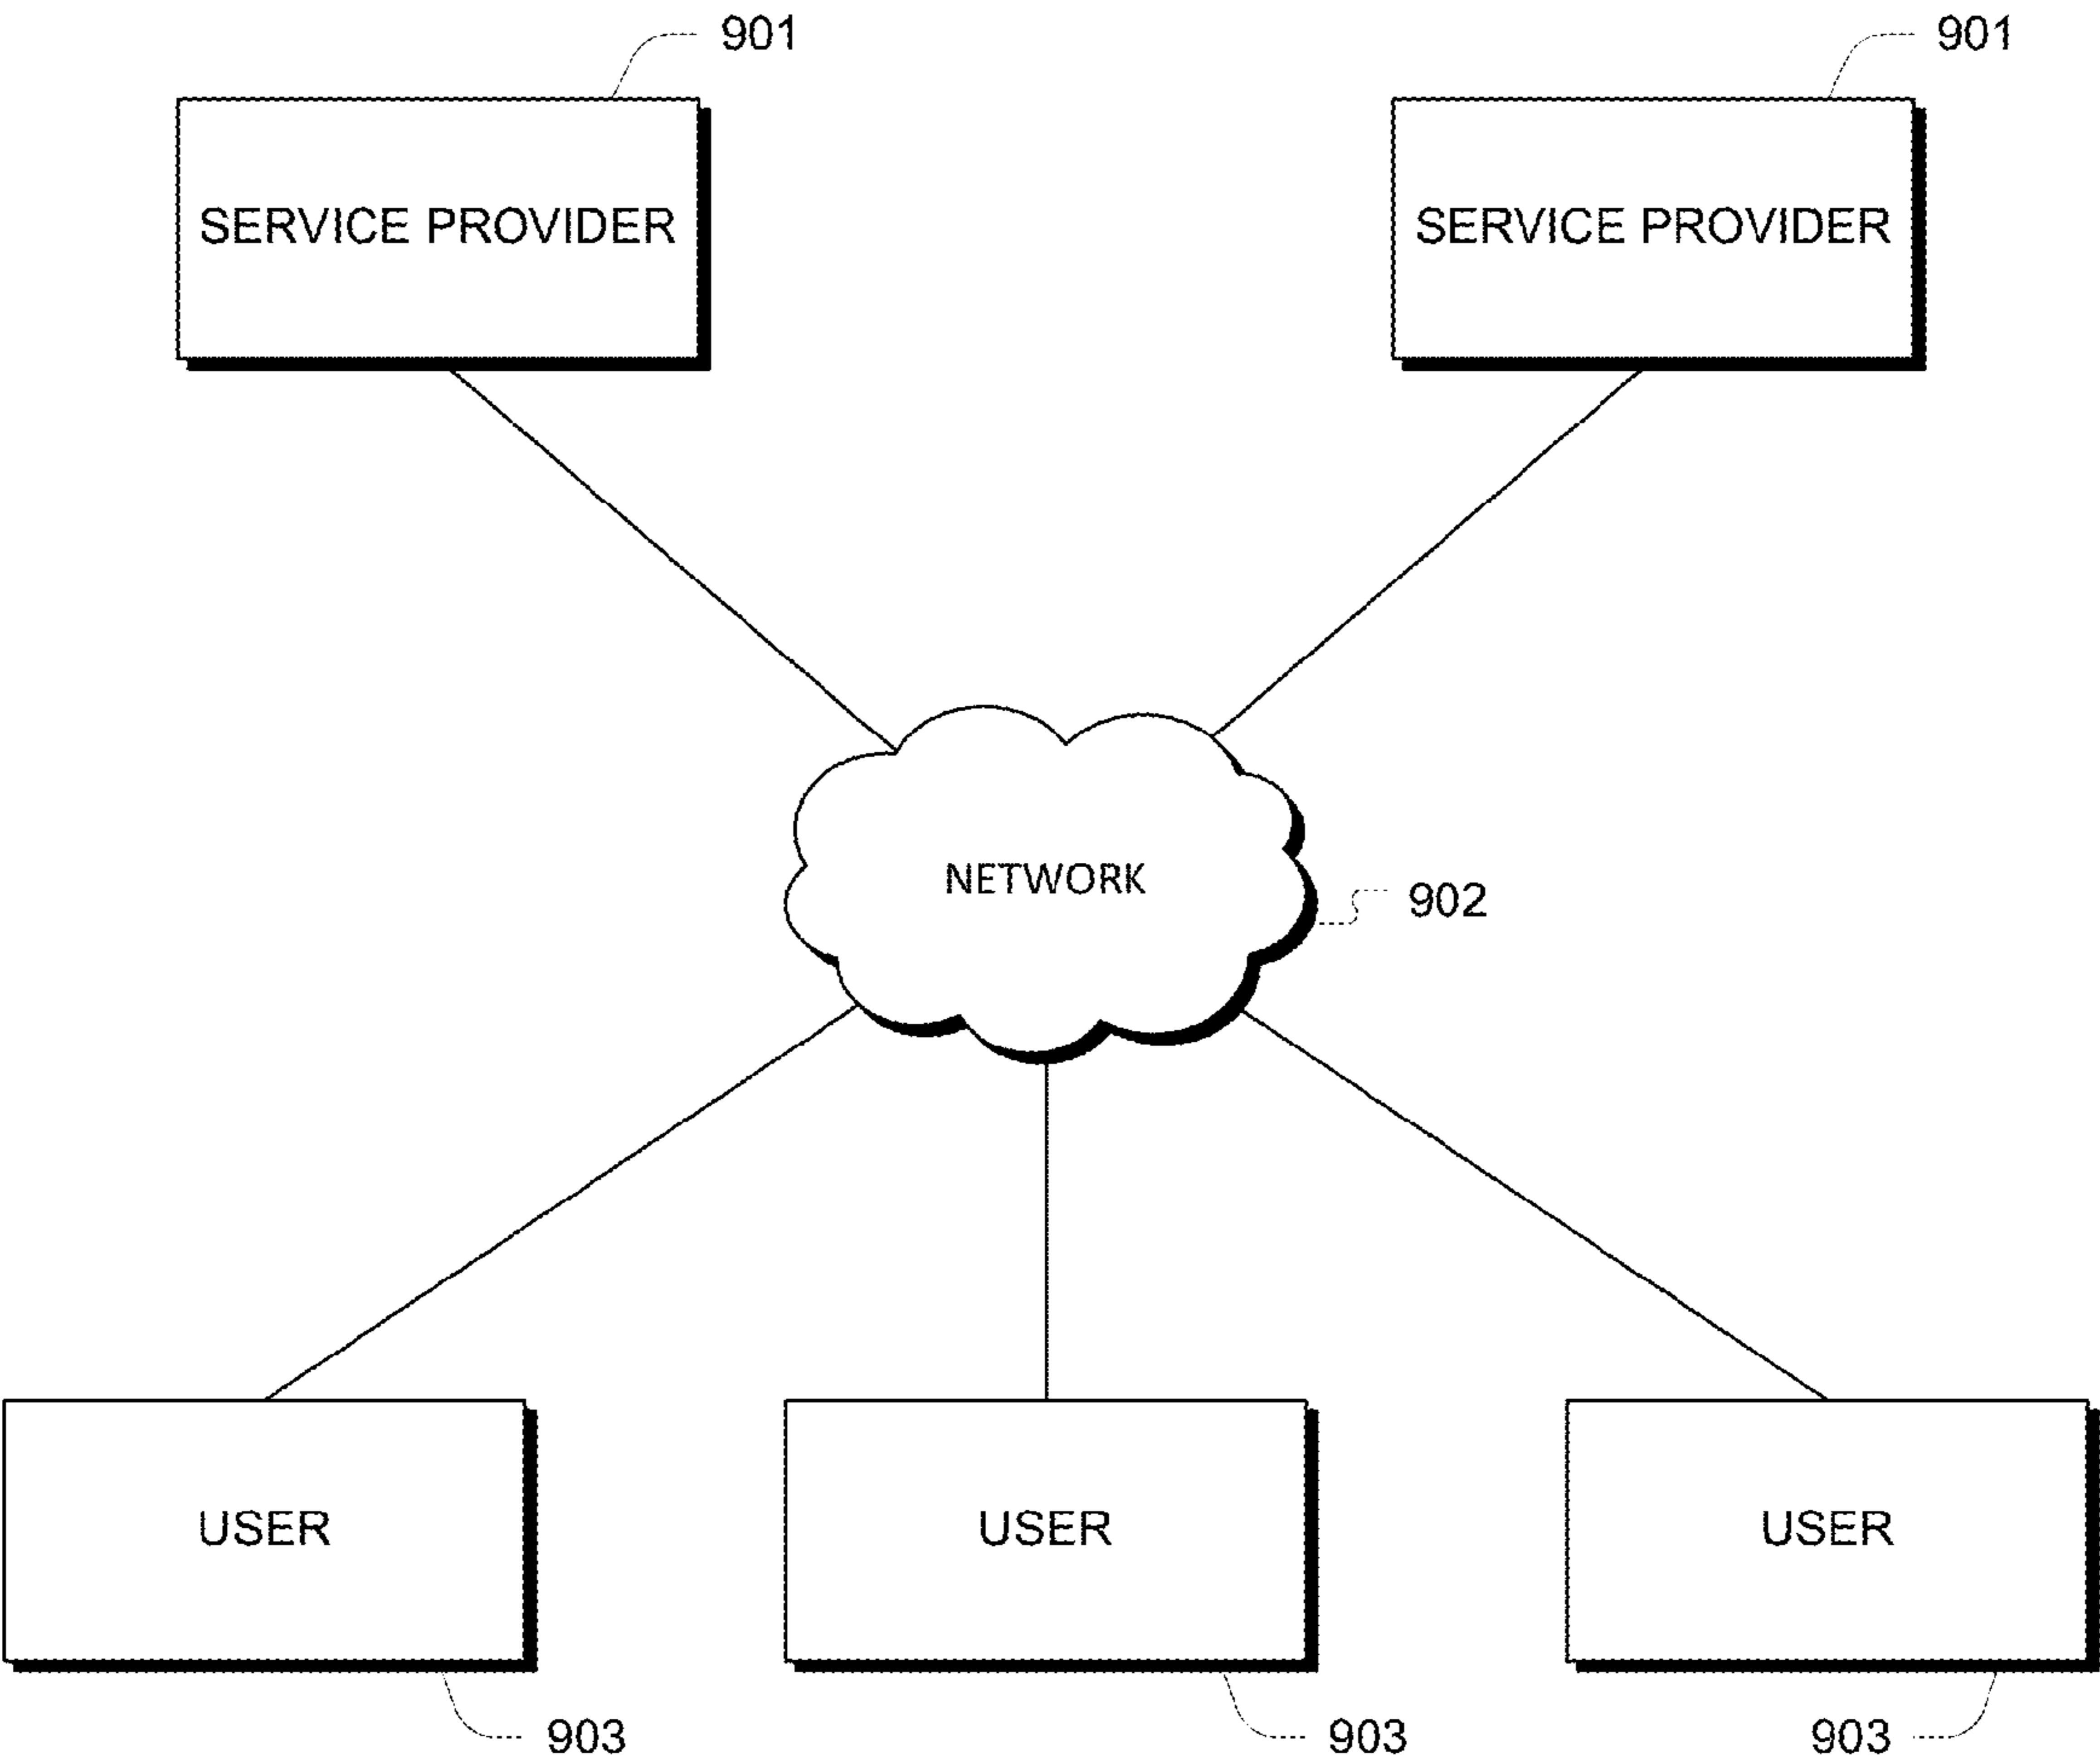 901
901
SERVICE PROVIDER
SERVICE PROVIDER
NETWORK
902
USER
USER
USER
903
903
903